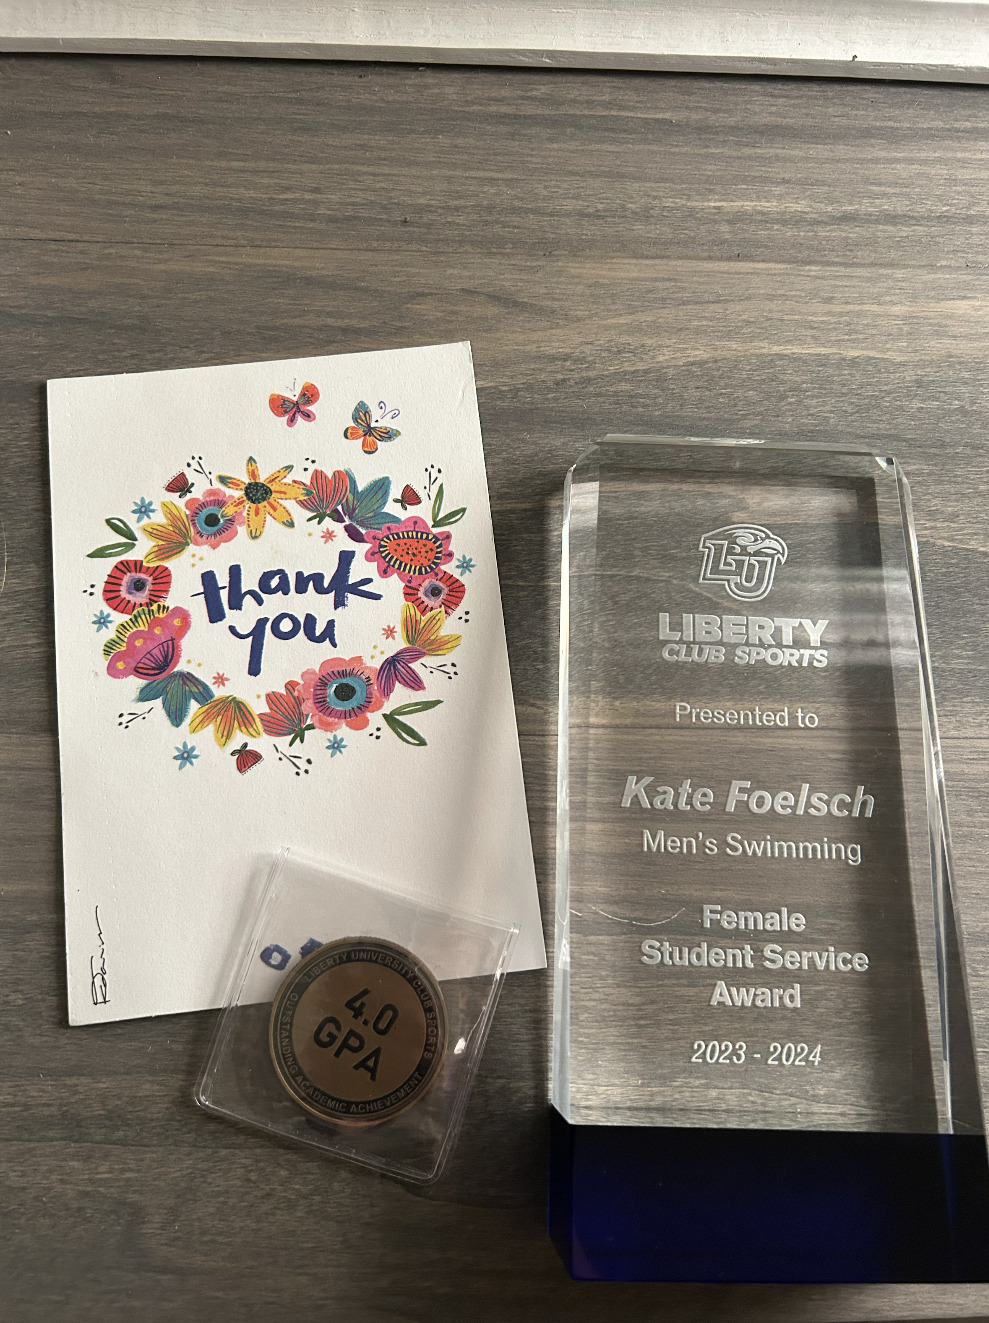 thank
you
LIBERTY UNIVERSITY CLUB SPORTS
4.0
GPA
OUTSTANDING ACADEMIC ACHIEVEMENT
LU
LIBERTY
CLUB SPORTS
Presented to
Kate Foelsch
Men's Swimming
Female
Student Service
Award
2023 - 2024